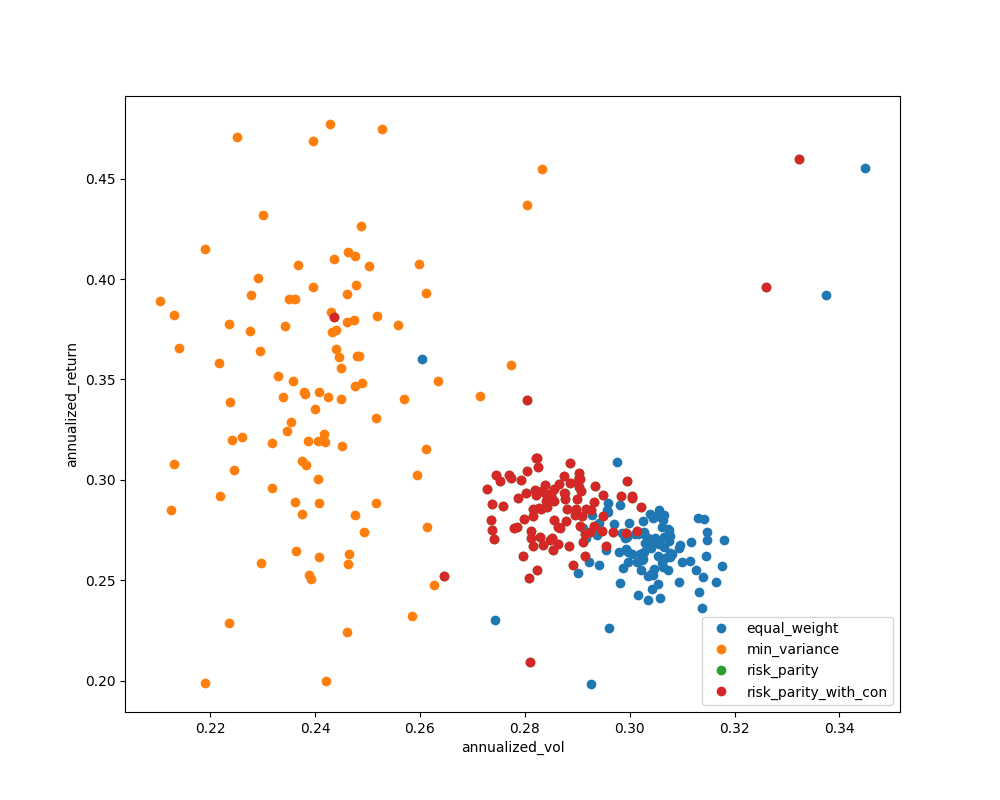 annualized_return
0.45
0.40
0.35
0.30
0.25
0.20
0.22
0.24
0.26
0.28
0.30
0.32
0.34
annualized_vol
equal_weight
min_variance
risk_parity
risk_parity_with_con